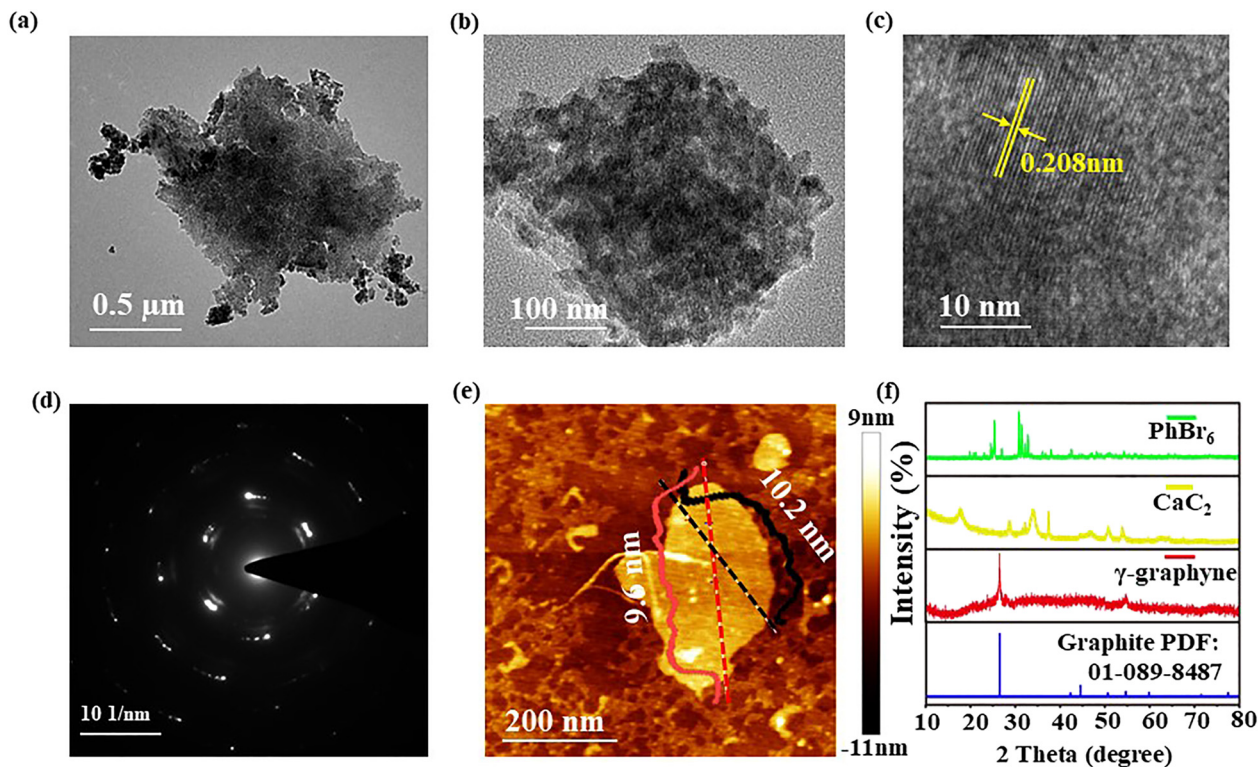 (a)
(b)
(c)
0.5 μm
100 nm
0.208nm
10 nm
(d)
(e)
(f)
10 1/nm
9.6 nm
10.2 nm
200 nm
9nm
-11nm
Intensity (%)
PhBr₆
CaC₂
γ-graphyne
Graphite PDF:
01-089-8487
10 20 30 40 50 60 70 80
2 Theta (degree)